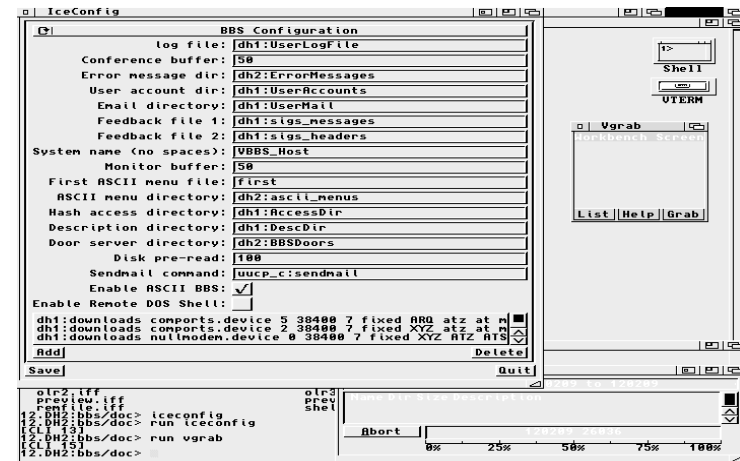 IceConfig
BBS Configuration
log file: dh1:UserLogFile
Conference buffer: 50
Error message dir: dh2:ErrorMessages
User account dir: dh1:UserAccounts
Email directory: dh1:UserMail
Feedback file 1: dh1:sigs_messages
Feedback file 2: dh1:sigs_headers
System name (no spaces): VBBS_Host
Monitor buffer: 50
First ASCII menu file: first
ASCII menu directory: dh2:ascii_menus
Hash access directory: dh1:AccessDir
Description directory: dh1:DescDir
Door server directory: dh2:BBSDoors
Disk pre-read: 100
Sendmail command: uucp_c:sendmail
Enable ASCII BBS:
Enable Remote DOS Shell:
dh1:downloads comports.device 5 38400 7 fixed ARQ atz at m
dh1:downloads comports.device 2 38400 7 fixed XYZ atz at m
dh1:downloads nullmodem.device 0 38400 7 fixed XYZ ATZ ATS
Add Delete
Save Quit
1>
Shell
VTERM
Vgrab
Workbench Screen
List Help Grab
olr2.iff olr3
preview.iff prev
remfile.iff shel
12.DH2:bbs/doc> iceconfig
12.DH2:bbs/doc> run iceconfig
[CLI 13]
12.DH2:bbs/doc> run vgrab
[CLI 15]
12.DH2:bbs/doc>
to 120209
Name Dir Size Description
Abort
0% 25% 50% 75% 100%